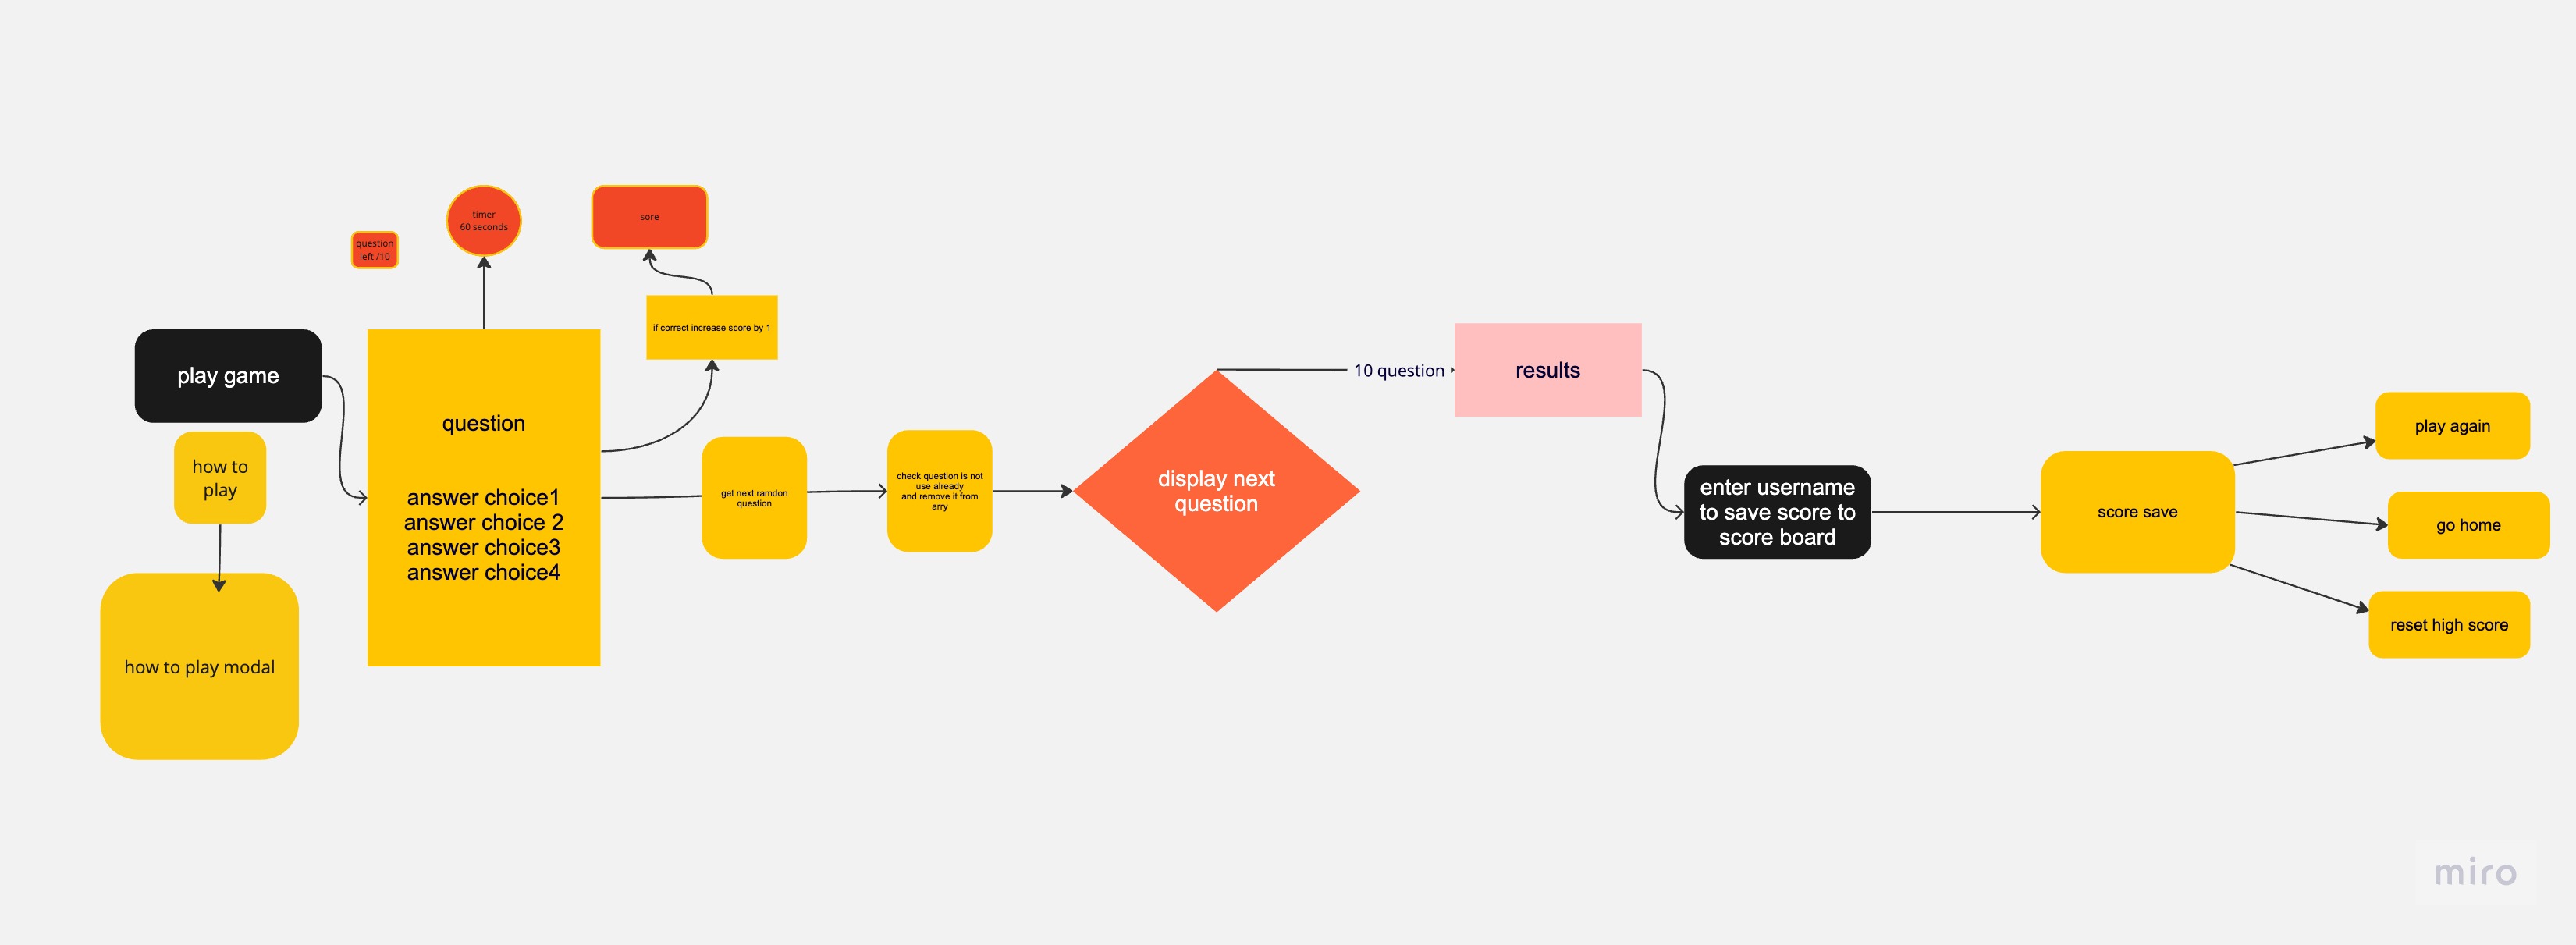 play game
how to
play
how to play modal
question
left /10
timer
60 seconds
sore
if correct increase score by 1
question
answer choice1
answer choice 2
answer choice3
answer choice4
get next ramdon
question
check question is not
use already
and remove it from
arry
display next
question
10 question
results
enter username
to save score to
score board
score save
play again
go home
reset high score
miro